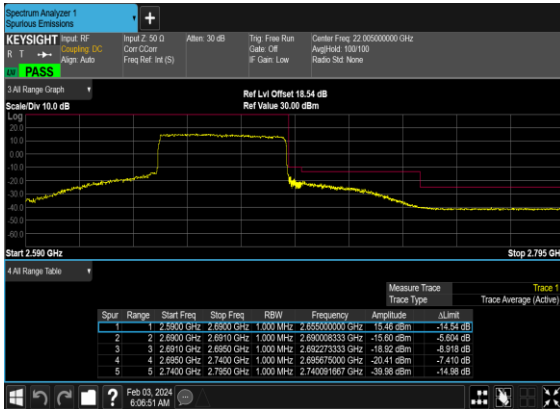 Spectrum Analyzer 1
Spurious Emissions
+
KEYSIGHT
R T
LXI PASS
Input: RF
Coupling: DC
Align: Auto
Input Z: 50 Ω
Corr CCorr
Freq Ref: Int (S)
Atten: 30 dB
Trig: Free Run
Gate: Off
IF Gain: Low
Center Freq: 22.005000000 GHz
Avg|Hold: 100/100
Radio Std: None
3 All Range Graph
Scale/Div 10.0 dB
Ref Lvl Offset 18.54 dB
Ref Value 30.00 dBm
Log
20.0
10.0
0.00
-10.0
-20.0
-30.0
-40.0
-50.0
-60.0
Start 2.590 GHz
Stop 2.795 GH
4 All Range Table
Measure Trace Trace 1
Trace Type Trace Average (Active)
Spur Range Start Freq Stop Freq RBW Frequency Amplitude ΔLimit
1 1 2.5900 GHz 2.6900 GHz 1.000 MHz 2.655000000 GHz 15.46 dBm -14.54 dB
2 2 2.6900 GHz 2.6910 GHz 1.000 MHz 2.690008333 GHz -15.60 dBm -5.604 dB
3 3 2.6910 GHz 2.6950 GHz 1.000 MHz 2.692273333 GHz -18.92 dBm -8.918 dB
4 4 2.6950 GHz 2.7400 GHz 1.000 MHz 2.695675000 GHz -20.41 dBm -7.410 dB
5 5 2.7400 GHz 2.7950 GHz 1.000 MHz 2.740091667 GHz -39.98 dBm -14.98 dB
?
Feb 03, 2024
6:06:51 AM